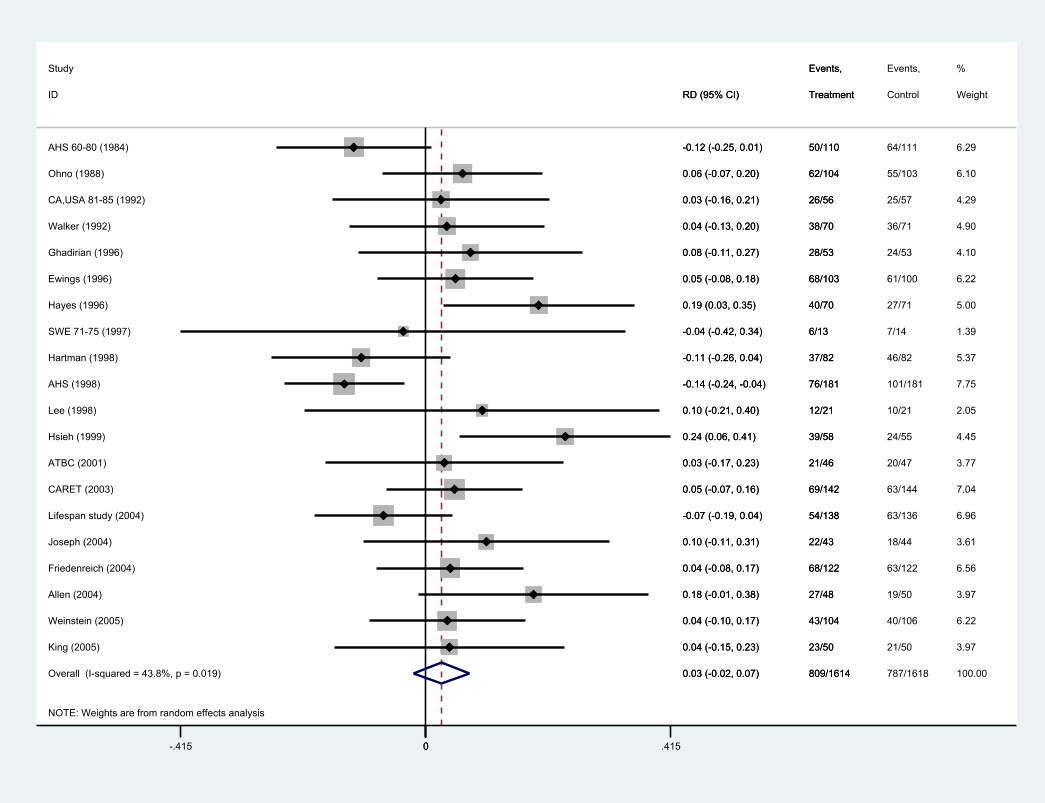 Study Events, Events, %
ID RD (95% CI) Treatment Control Weight
AHS 60-80 (1984) -0.12 (-0.25, 0.01) 50/110 64/111 6.29
Ohno (1988) 0.06 (-0.07, 0.20) 62/104 55/103 6.10
CA,USA 81-85 (1992) 0.03 (-0.16, 0.21) 26/56 25/57 4.29
Walker (1992) 0.04 (-0.13, 0.20) 38/70 36/71 4.90
Ghadirian (1996) 0.08 (-0.11, 0.27) 28/53 24/53 4.10
Ewings (1996) 0.05 (-0.08, 0.18) 68/103 61/100 6.22
Hayes (1996) 0.19 (0.03, 0.35) 40/70 27/71 5.00
SWE 71-75 (1997) -0.04 (-0.42, 0.34) 6/13 7/14 1.39
Hartman (1998) -0.11 (-0.26, 0.04) 37/82 46/82 5.37
AHS (1998) -0.14 (-0.24, -0.04) 76/181 101/181 7.75
Lee (1998) 0.10 (-0.21, 0.40) 12/21 10/21 2.05
Hsieh (1999) 0.24 (0.06, 0.41) 39/58 24/55 4.45
ATBC (2001) 0.03 (-0.17, 0.23) 21/46 20/47 3.77
CARET (2003) 0.05 (-0.07, 0.16) 69/142 63/144 7.04
Lifespan study (2004) -0.07 (-0.19, 0.04) 54/138 63/136 6.96
Joseph (2004) 0.10 (-0.11, 0.31) 22/43 18/44 3.61
Friedenreich (2004) 0.04 (-0.08, 0.17) 68/122 63/122 6.56
Allen (2004) 0.18 (-0.01, 0.38) 27/48 19/50 3.97
Weinstein (2005) 0.04 (-0.10, 0.17) 43/104 40/106 6.22
King (2005) 0.04 (-0.15, 0.23) 23/50 21/50 3.97
Overall (I-squared = 43.8%, p = 0.019) 0.03 (-0.02, 0.07) 809/1614 787/1618 100.00
NOTE: Weights are from random effects analysis
-.415 0 .415